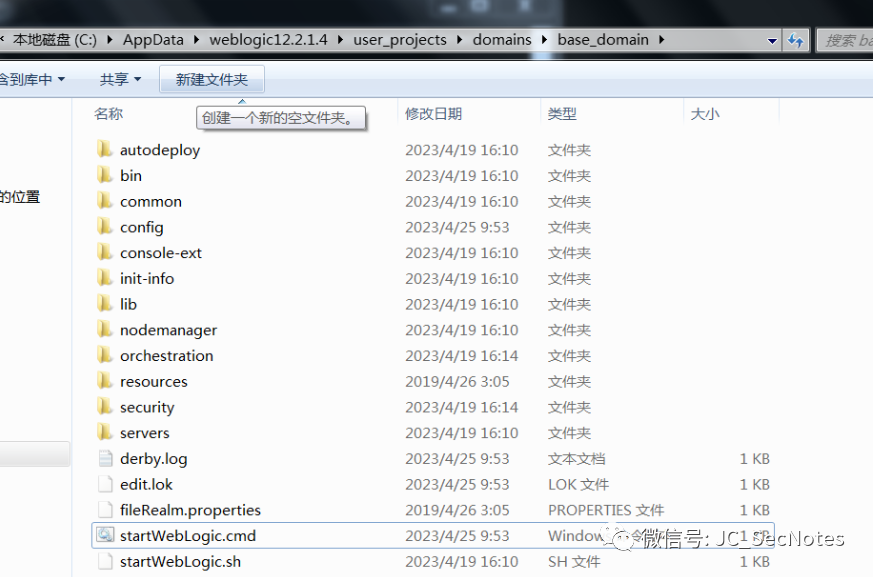 本地磁盘 (C:) ▸ AppData ▸ weblogic12.2.1.4 ▸ user_projects ▸ domains ▸ base_domain ▸ 搜索 ba
含到库中 共享 新建文件夹
名称 修改日期 类型 大小
创建一个新的空文件夹。
autodeploy 2023/4/19 16:10 文件夹
bin 2023/4/19 16:10 文件夹
的位置
common 2023/4/19 16:10 文件夹
config 2023/4/25 9:53 文件夹
console-ext 2023/4/19 16:10 文件夹
init-info 2023/4/19 16:10 文件夹
lib 2023/4/19 16:10 文件夹
nodemanager 2023/4/19 16:10 文件夹
orchestration 2023/4/19 16:14 文件夹
resources 2019/4/26 3:05 文件夹
security 2023/4/19 16:14 文件夹
servers 2023/4/19 16:10 文件夹
derby.log 2023/4/25 9:53 文本文档 1 KB
edit.lok 2023/4/25 9:53 LOK 文件 1 KB
fileRealm.properties 2019/4/26 3:05 PROPERTIES 文件 1 KB
startWebLogic.cmd 2023/4/25 9:53 Window 1 KB
微信号: JC_SecNotes
startWebLogic.sh 2023/4/19 16:10 SH 文件 1 KB